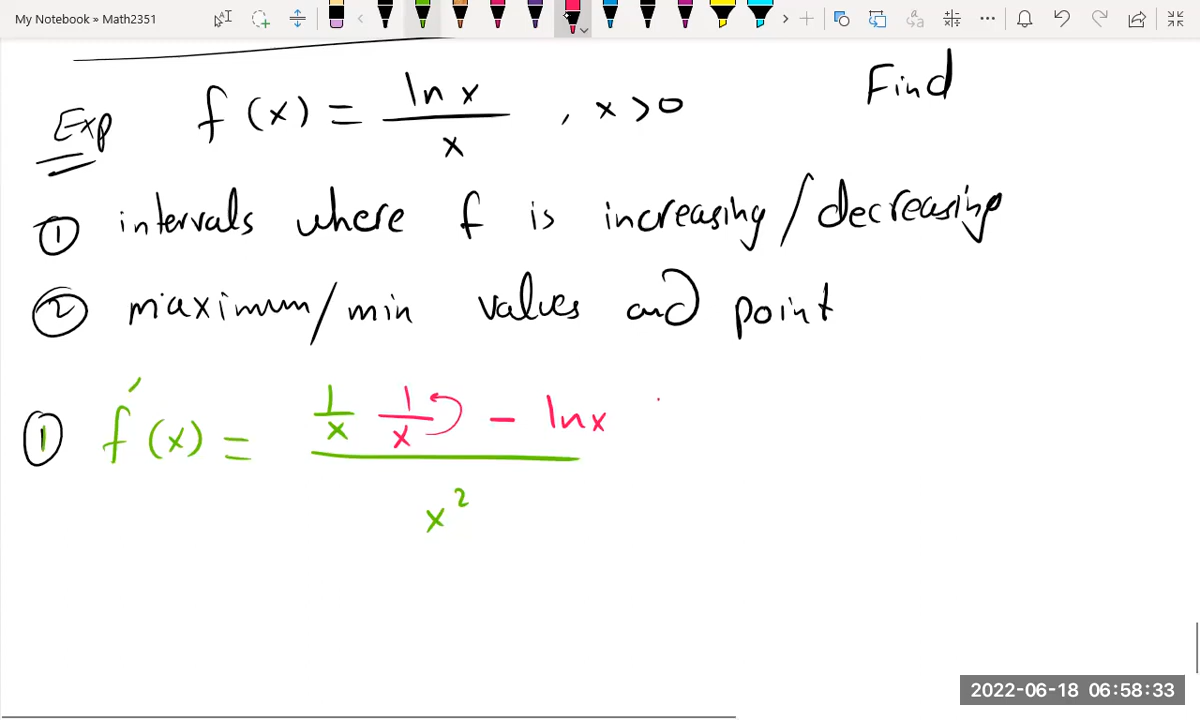 My Notebook » Math2351
Exp f(x) = ln x / x , x > 0 Find
① intervals where f is increasing / decreasing
② maximum / min values and point
① f'(x) = (1/x 1/x - ln x) / x²
2022-06-18 06:58:33